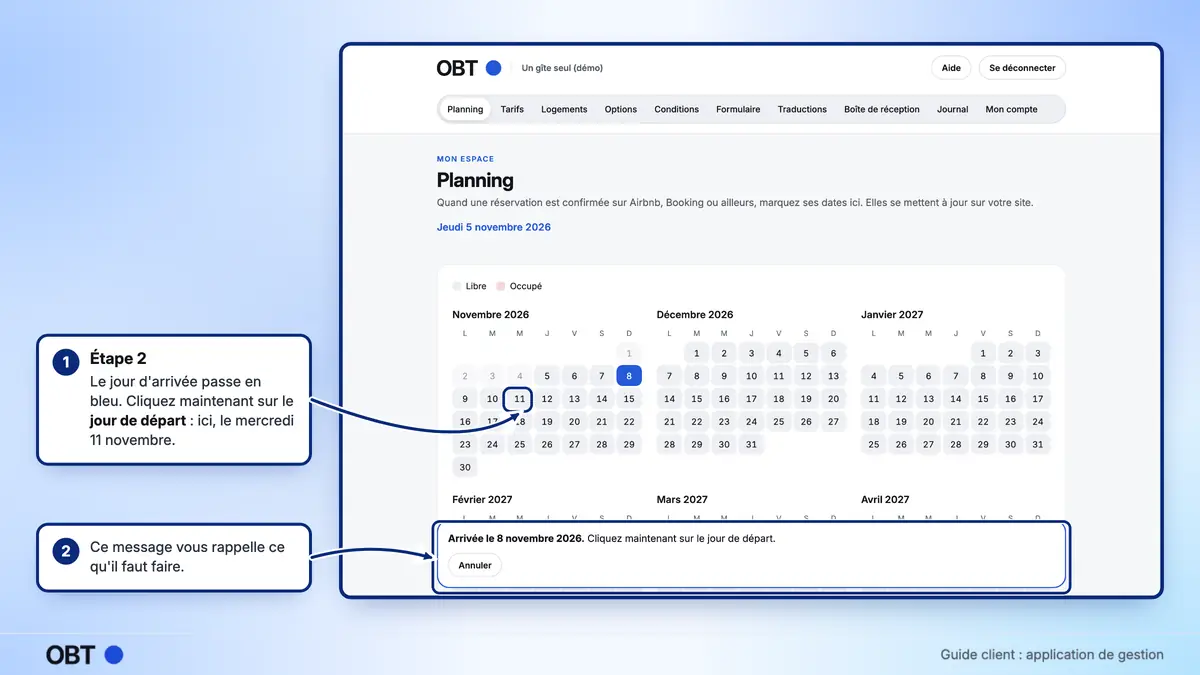 OBT
Un gîte seul (démo)
Aide
Se déconnecter
Planning Tarifs Logements Options Conditions Formulaire Traductions Boîte de réception Journal Mon compte
MON ESPACE
Planning
Quand une réservation est confirmée sur Airbnb, Booking ou ailleurs, marquez ses dates ici. Elles se mettent à jour sur votre site.
Jeudi 5 novembre 2026
Libre Occupé
Novembre 2026
L M M J V S D
1
2 3 4 5 6 7 8
9 10 11 12 13 14 15
16 17 18 19 20 21 22
23 24 25 26 27 28 29
30
Décembre 2026
L M M J V S D
1 2 3 4 5 6
7 8 9 10 11 12 13
14 15 16 17 18 19 20
21 22 23 24 25 26 27
28 29 30 31
Janvier 2027
L M M J V S D
1 2 3
4 5 6 7 8 9 10
11 12 13 14 15 16 17
18 19 20 21 22 23 24
25 26 27 28 29 30 31
Février 2027
L M M J V S D
Mars 2027
L M M J V S D
Avril 2027
L M M J V S D
Arrivée le 8 novembre 2026. Cliquez maintenant sur le jour de départ.
Annuler
1
Étape 2
Le jour d'arrivée passe en
bleu. Cliquez maintenant sur le
jour de départ : ici, le mercredi
11 novembre.
2
Ce message vous rappelle ce
qu'il faut faire.
OBT
Guide client : application de gestion